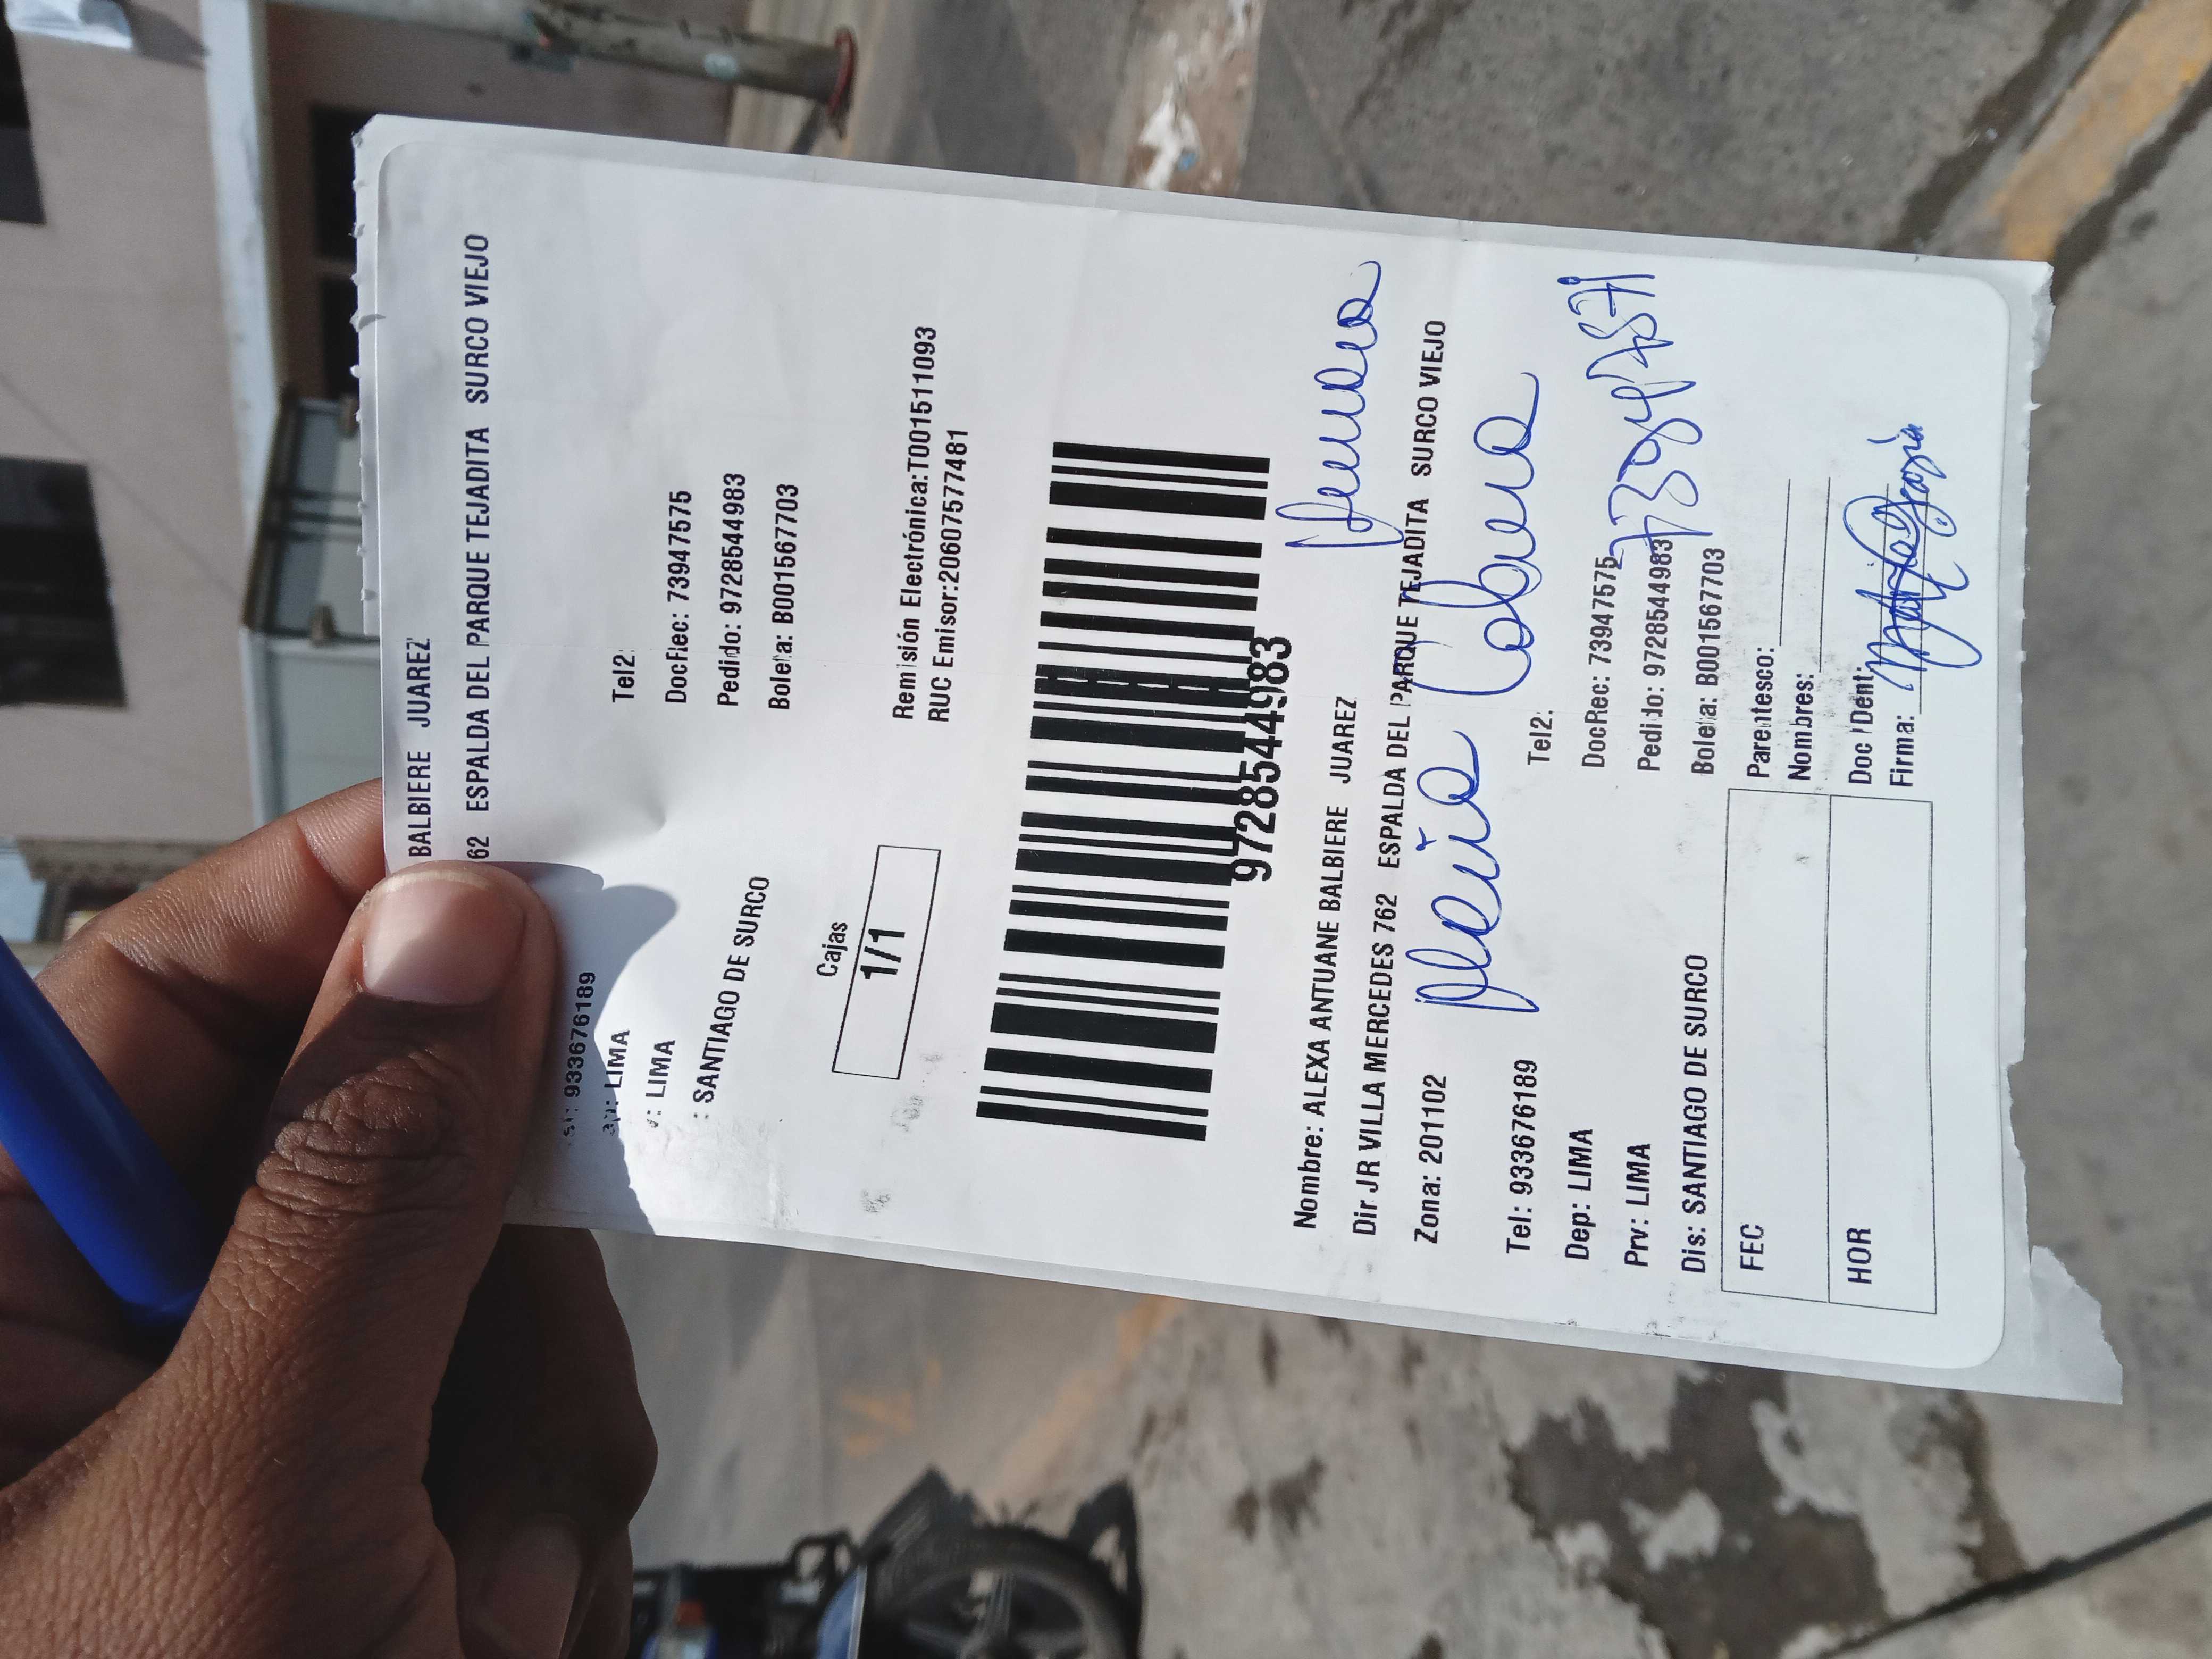 BALBIERE JUAREZ
62 ESPALDA DEL PARQUE TEJADITA SURCO VIEJO
: 933676189
Tel2:
: LIMA
DocRec: 73947575
v: LIMA
Pedido: 97285544983
: SANTIAGO DE SURCO
Boleta: B001567703
Cajas
1/1
Remisión Electrónica:T001511093
RUC Emisor:20607577481
97285544983
Nombre: ALEXA ANTUANE BALBIERE JUAREZ
Dir JR VILLA MERCEDES 762 ESPALDA DEL PARQUE TEJADITA SURCO VIEJO
Zona: 201102
Tel: 933676189
Tel2:
Dep: LIMA
DocRec: 73947575
Prv: LIMA
Pedido: 97285544983
Dis: SANTIAGO DE SURCO
Boleta: B001567703
FEC
Parentesco:
Nombres:
HOR
Doc IDent:
Firma: